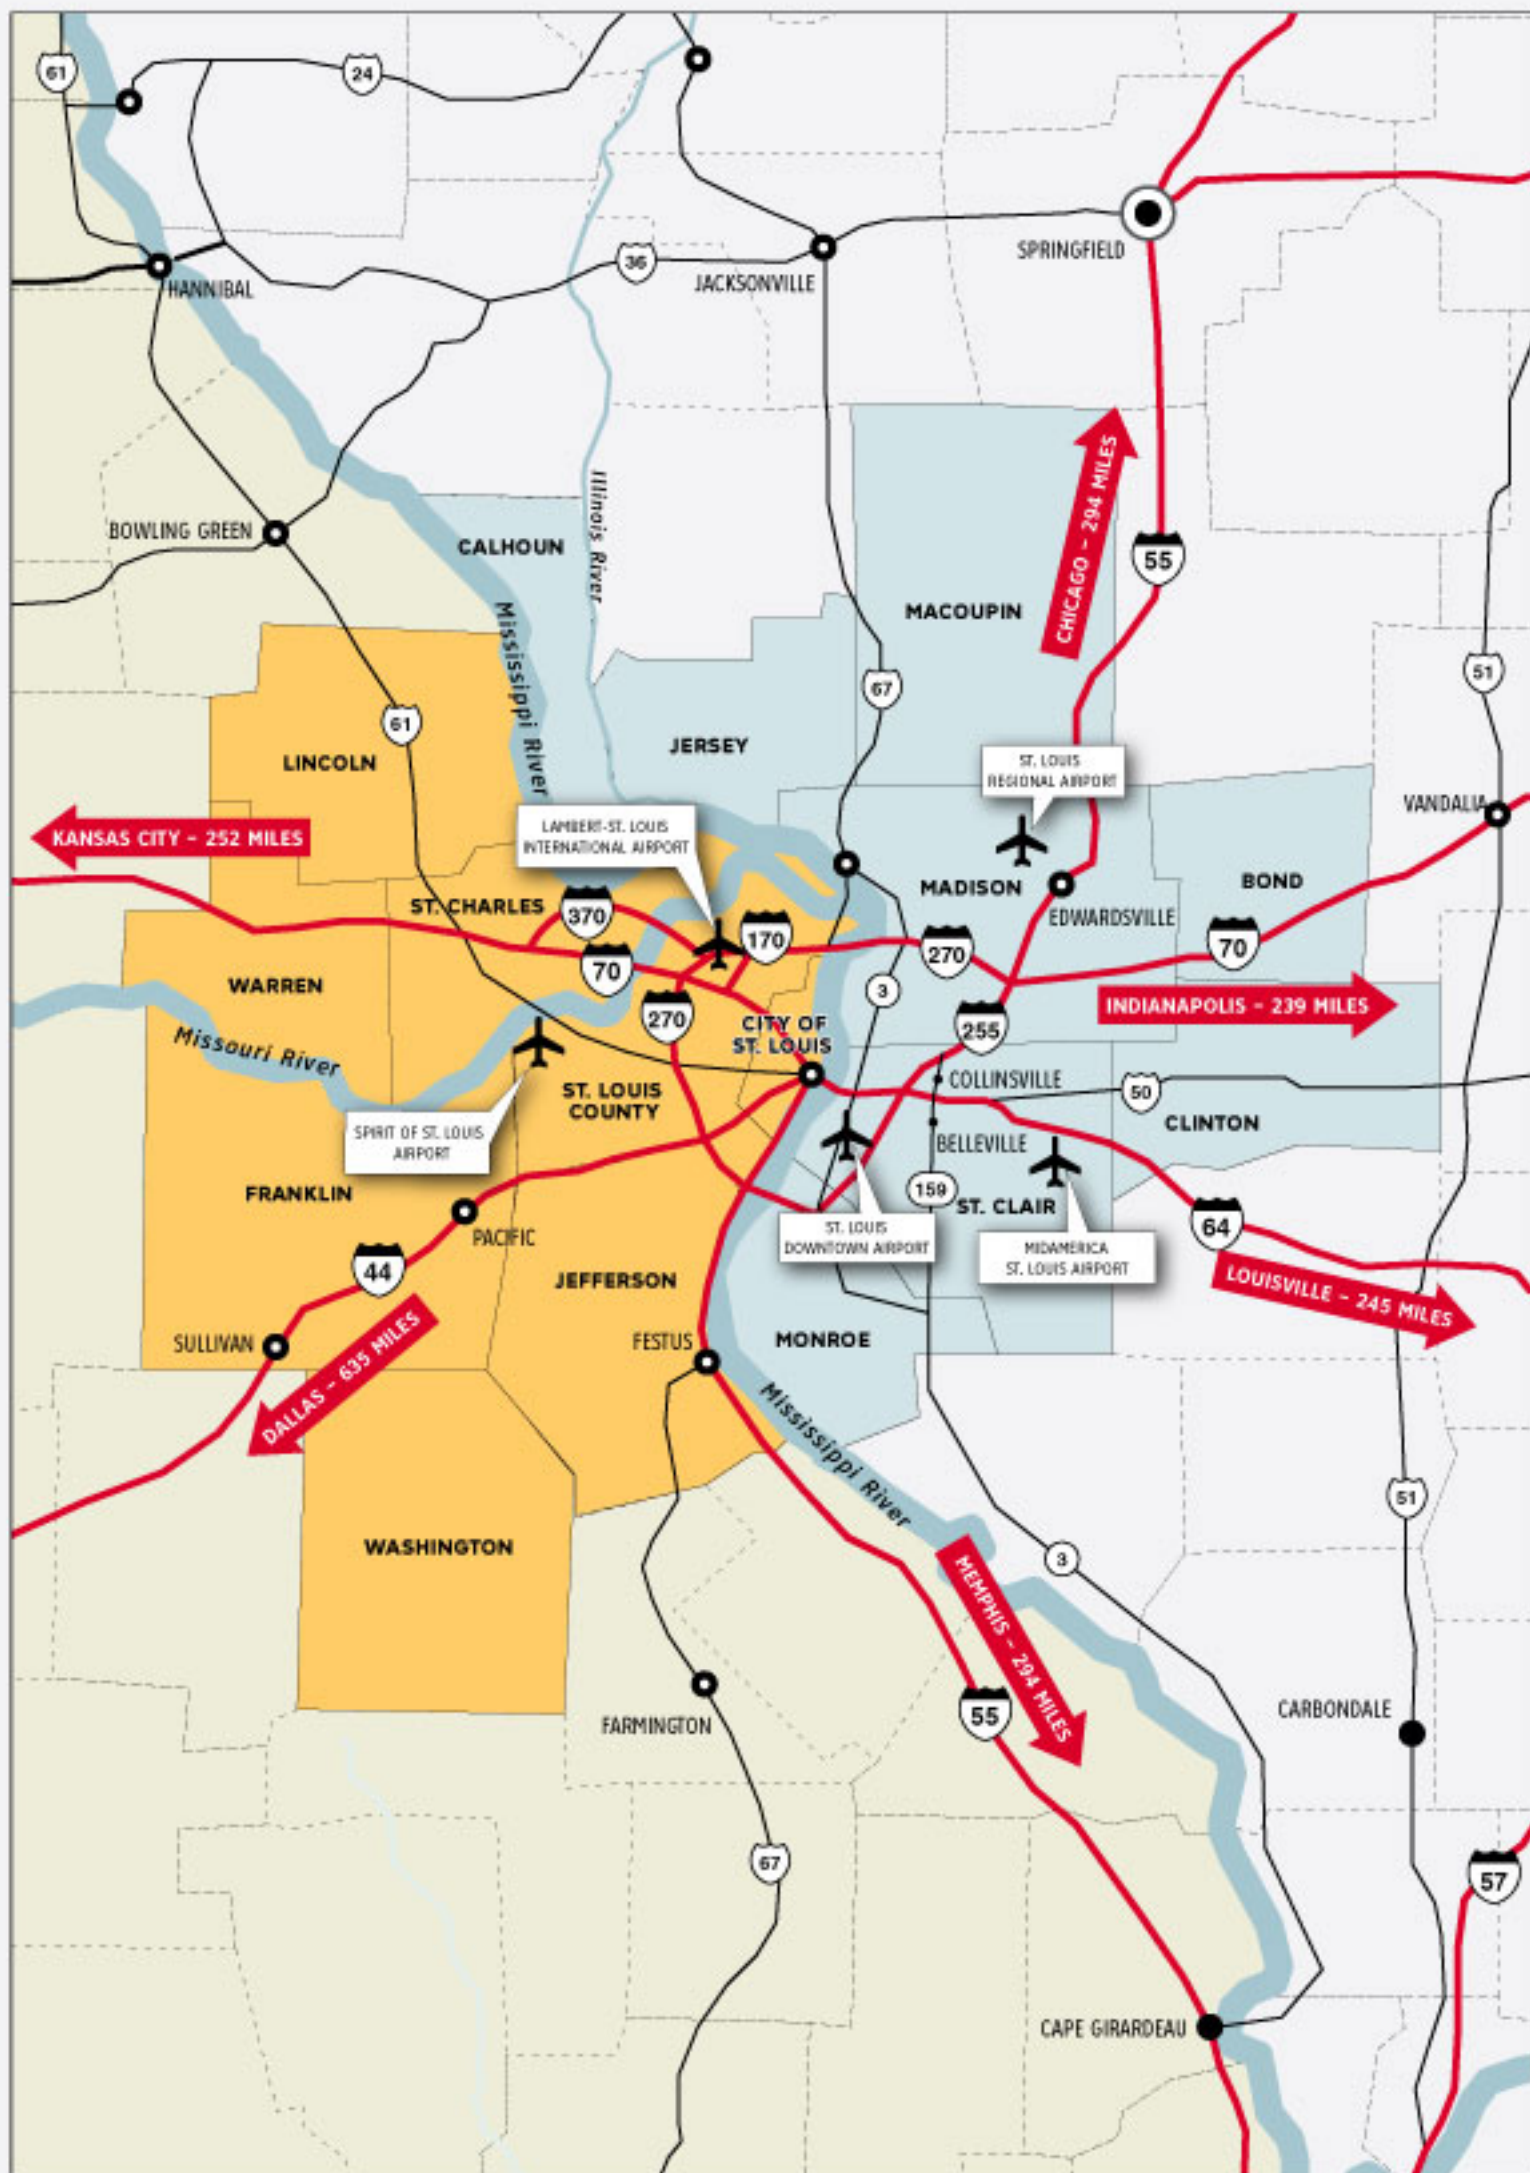 61
24
36
HANNIBAL
JACKSONVILLE
SPRINGFIELD
BOWLING GREEN
CALHOUN
Illinois River
Mississippi River
MACOUPIN
CHICAGO – 294 MILES
55
67
51
61
LINCOLN
JERSEY
ST. LOUIS
REGIONAL AIRPORT
VANDALIA
KANSAS CITY – 252 MILES
LAMBERT-ST. LOUIS
INTERNATIONAL AIRPORT
MADISON
BOND
EDWARDSVILLE
ST. CHARLES
370
170
70
270
70
WARREN
Missouri River
270
3
255
INDIANAPOLIS – 239 MILES
CITY OF
ST. LOUIS
ST. LOUIS
COUNTY
COLLINSVILLE
50
CLINTON
SPIRIT OF ST. LOUIS
AIRPORT
BELLEVILLE
159
ST. CLAIR
FRANKLIN
PACIFIC
ST. LOUIS
DOWNTOWN AIRPORT
MIDAMERICA
ST. LOUIS AIRPORT
64
LOUISVILLE – 245 MILES
44
JEFFERSON
SULLIVAN
DALLAS – 635 MILES
FESTUS
MONROE
Mississippi River
51
WASHINGTON
3
MEMPHIS – 294 MILES
55
FARMINGTON
CARBONDALE
67
57
CAPE GIRARDEAU